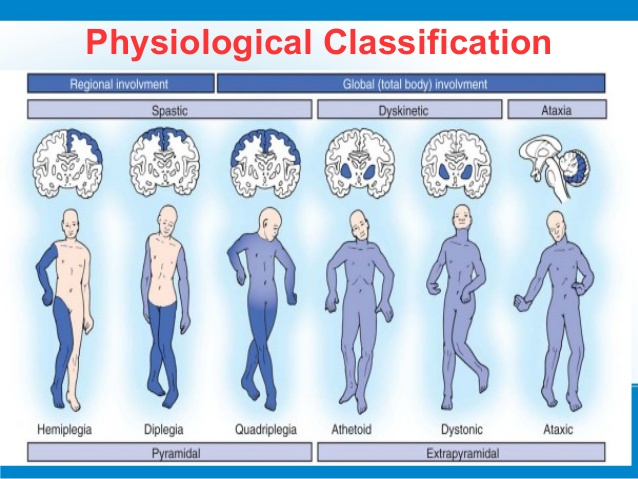 Physiological Classification
Regional involvment Global (total body) involvment
Spastic Dyskinetic Ataxia
Hemiplegia Diplegia Quadriplegia Athetoid Dystonic Ataxic
Pyramidal Extrapyramidal